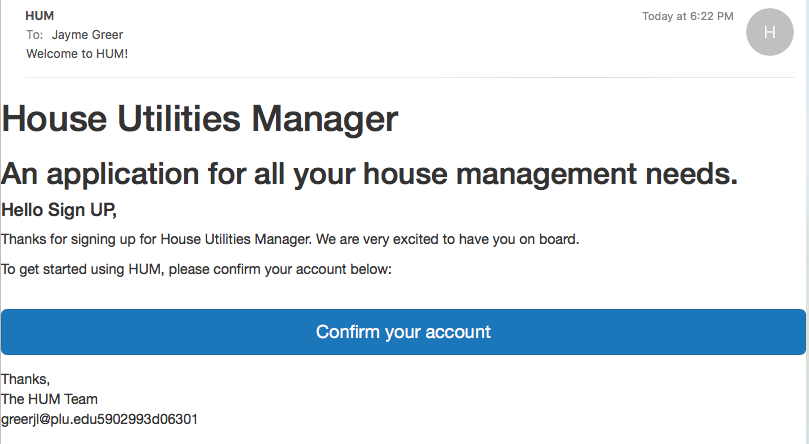 HUM
Today at 6:22 PM
H
To: Jayme Greer
Welcome to HUM!
House Utilities Manager
An application for all your house management needs.
Hello Sign UP,
Thanks for signing up for House Utilities Manager. We are very excited to have you on board.
To get started using HUM, please confirm your account below:
Confirm your account
Thanks,
The HUM Team
greerjl@plu.edu5902993d06301